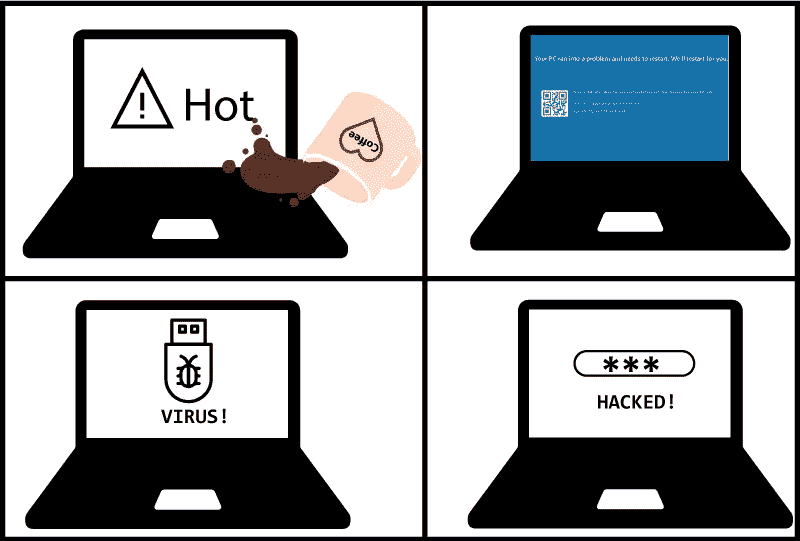 Hot
Coffee
Your PC ran into a problem and needs to restart. We'll restart for you.
VIRUS!
***
HACKED!